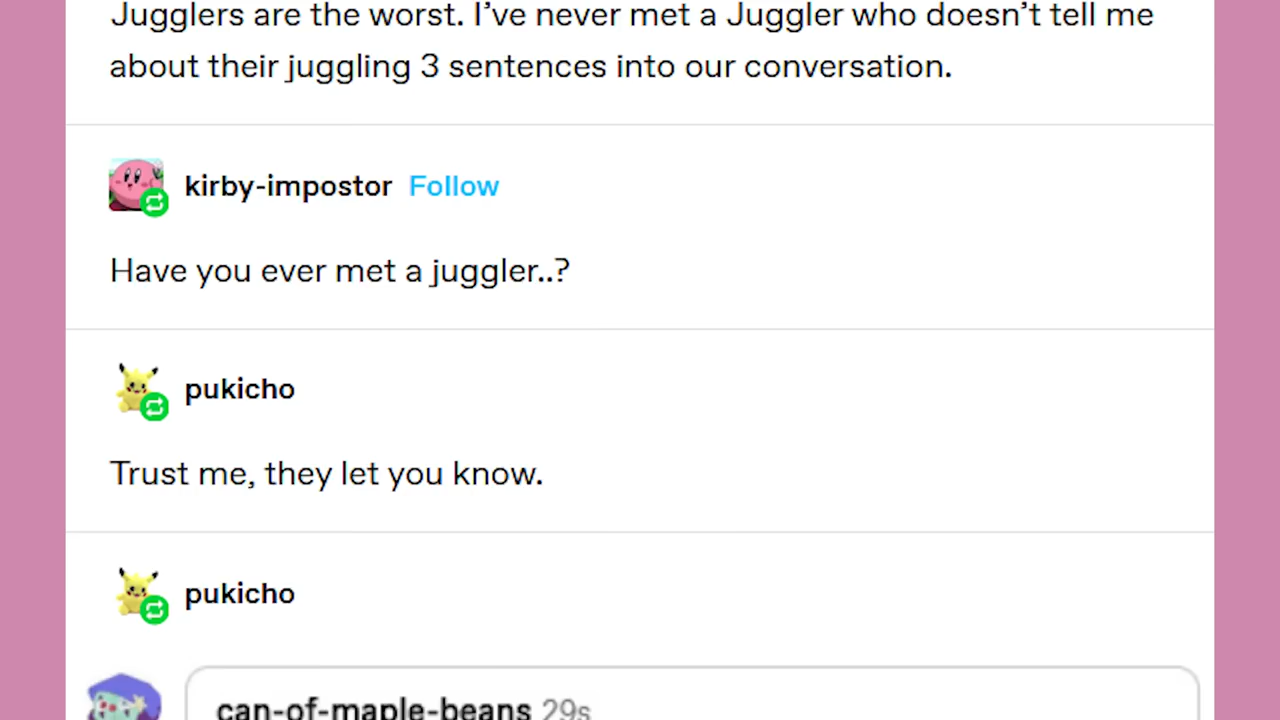 Jugglers are the worst. I’ve never met a Juggler who doesn’t tell me
about their juggling 3 sentences into our conversation.
kirby-impostor Follow
Have you ever met a juggler..?
pukicho
Trust me, they let you know.
pukicho
can-of-maple-beans 29s